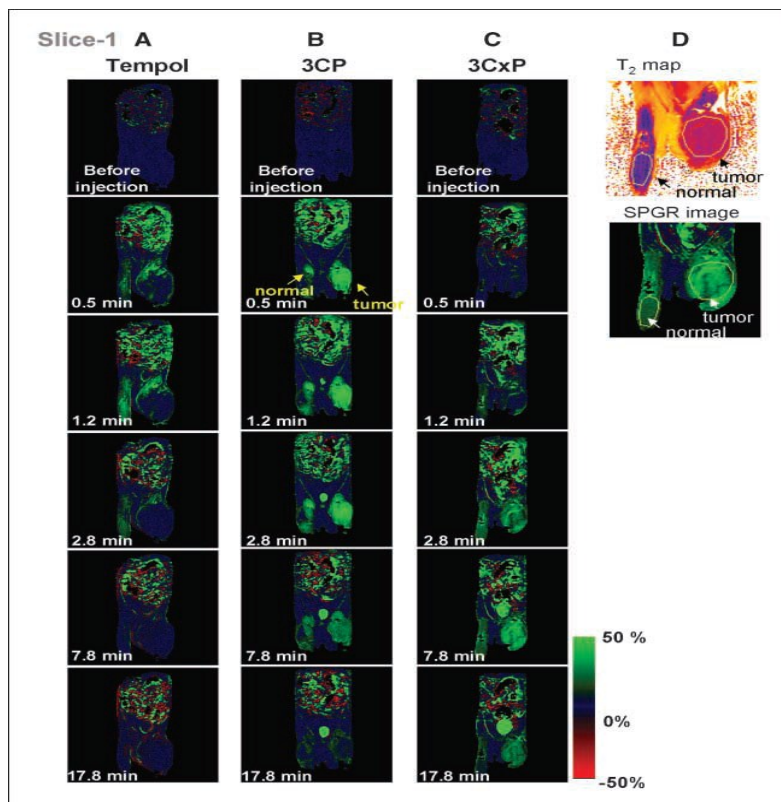 Slice-1 A B C D
Tempol 3CP 3CxP T₂ map
Before injection
Before injection
Before injection
tumor
normal
SPGR image
0.5 min
normal
tumor
0.5 min
0.5 min
tumor
normal
1.2 min
1.2 min
1.2 min
2.8 min
2.8 min
2.8 min
7.8 min
7.8 min
7.8 min
50 %
0%
-50%
17.8 min
17.8 min
17.8 min